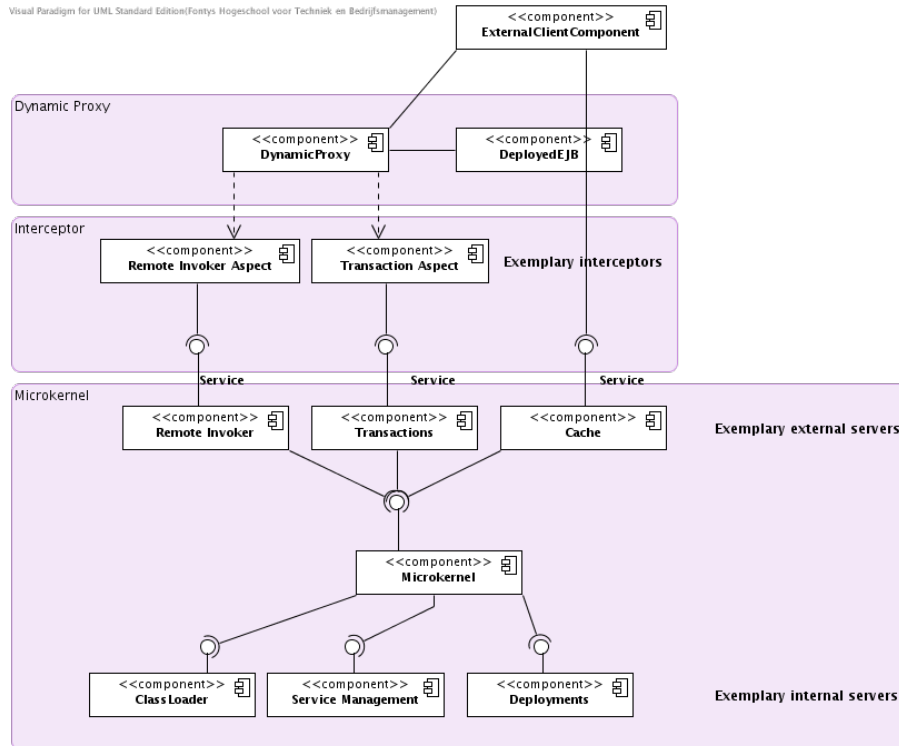 Visual Paradigm for UML Standard Edition(Fontys Hogeschool voor Techniek en Bedrijfsmanagement)
<<component>>
ExternalClientComponent
Dynamic Proxy
<<component>>
DynamicProxy
<<component>>
DeployedEJB
Interceptor
<<component>>
Remote Invoker Aspect
<<component>>
Transaction Aspect
Exemplary interceptors
Service
Service
Service
Microkernel
<<component>>
Remote Invoker
<<component>>
Transactions
<<component>>
Cache
Exemplary external servers
<<component>>
Microkernel
<<component>>
ClassLoader
<<component>>
Service Management
<<component>>
Deployments
Exemplary internal servers